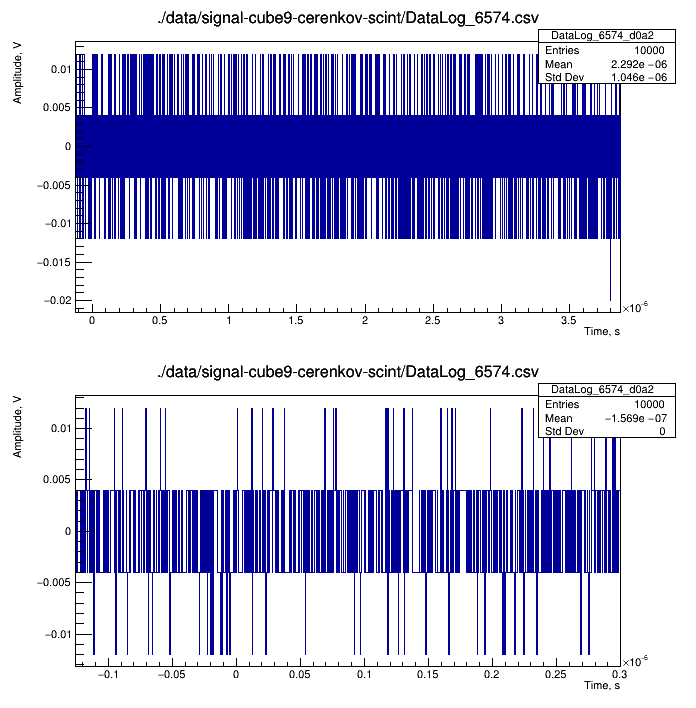 ./data/signal-cube9-cerenkov-scint/DataLog_6574.csv
DataLog_6574_d0a2
Entries 10000
Mean 2.292e −06
Std Dev 1.046e −06
Amplitude, V
0.01
0.005
0
−0.005
−0.01
−0.015
−0.02
0 0.5 1 1.5 2 2.5 3 3.5
×10⁻⁶
Time, s
./data/signal-cube9-cerenkov-scint/DataLog_6574.csv
DataLog_6574_d0a2
Entries 10000
Mean −1.569e −07
Std Dev 0
Amplitude, V
0.01
0.005
0
−0.005
−0.01
−0.1 −0.05 0 0.05 0.1 0.15 0.2 0.25 0.3
×10⁻⁶
Time, s